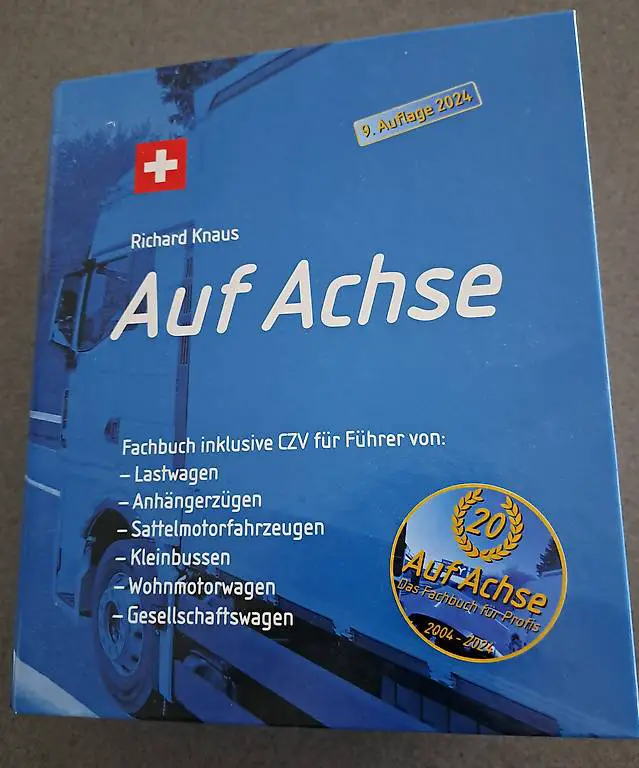 9. Auflage 2024
Richard Knaus
Auf Achse
Fachbuch inklusive CZV für Führer von:
– Lastwagen
– Anhängerzügen
– Sattelmotorfahrzeugen
– Kleinbussen
– Wohnmotorwagen
– Gesellschaftswagen
20
Auf Achse
Das Fachbuch für Profis
2004 - 2024